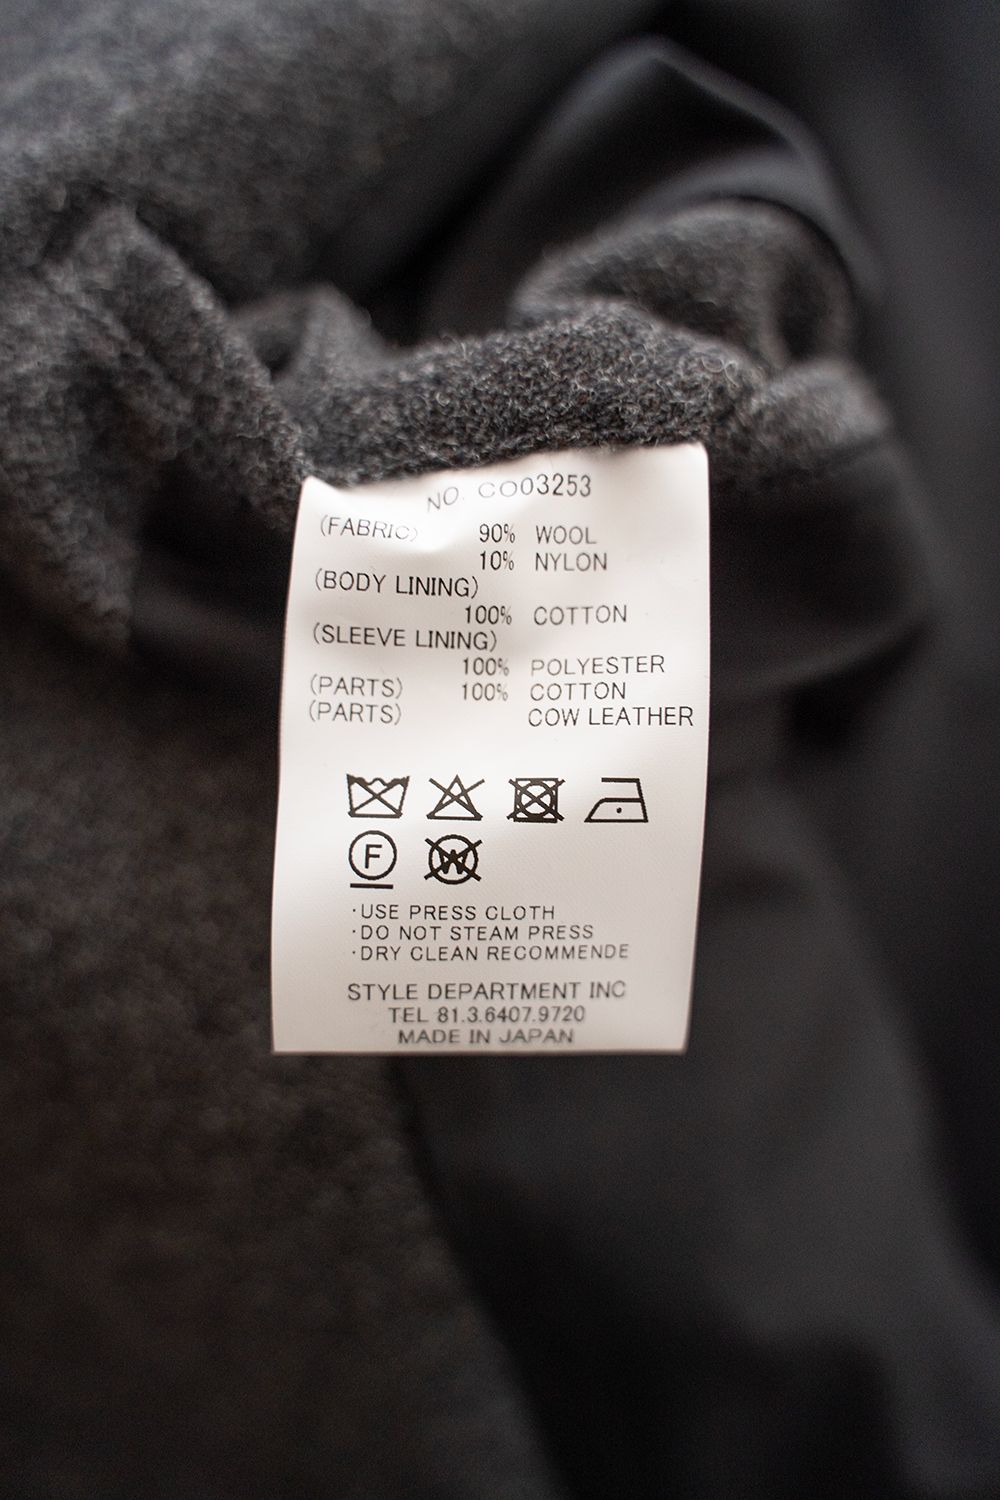 NO. CO03253
(FABRIC) 90% WOOL
10% NYLON
(BODY LINING)
100% COTTON
(SLEEVE LINING)
100% POLYESTER
(PARTS) 100% COTTON
(PARTS) COW LEATHER
F W
·USE PRESS CLOTH
·DO NOT STEAM PRESS
·DRY CLEAN RECOMMENDE
STYLE DEPARTMENT INC
TEL 81.3.6407.9720
MADE IN JAPAN